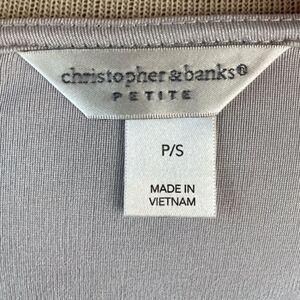 christopher & banks®
PETITE
P/S
MADE IN
VIETNAM